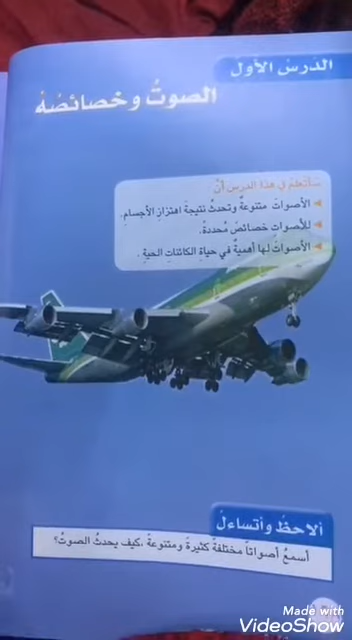 الدرس الأول
الصوتُ وخصائصُهُ
سأتعلم في هذا الدرس أنَّ
الأصواتَ متنوعةٌ وتحدثُ نتيجةَ اهتزازِ الأجسامِ.
للأصواتِ خصائصَ مُحددةً.
الأصواتُ لها أهميةٌ في حياةِ الكائناتِ الحيةِ .
ألاحظُ وأتساءلُ
أسمعُ أصواتاً مختلفةً كثيرةً ومتنوعةً ،كيف يحدثُ الصوتُ؟
Made with
VideoShow